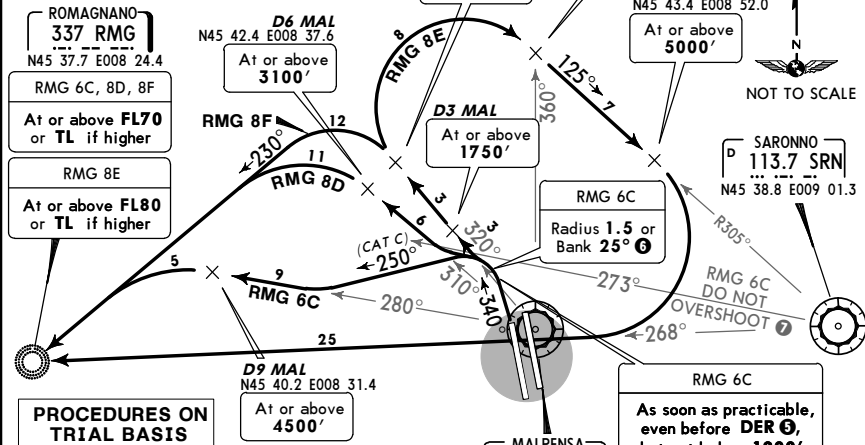 ROMAGNANO
337 RMG
N45 37.7 E008 24.4
RMG 6C, 8D, 8F
At or above FL70
or TL if higher
RMG 8E
At or above FL80
or TL if higher
D6 MAL
N45 42.4 E008 37.6
At or above
3100'
8
RMG 8E
N45 43.4 E008 52.0
At or above
5000'
N
NOT TO SCALE
125°
7
360°
RMG 8F
12
230°
11
RMG 8D
D3 MAL
At or above
1750'
3
6
3
320°
RMG 6C
Radius 1.5 or
Bank 25° 6
D
SARONNO
113.7 SRN
N45 38.8 E009 01.3
R305°
(CAT C)
250°
310°
340°
273°
RMG 6C
DO NOT
OVERSHOOT 7
5
9
RMG 6C
280°
268°
25
D9 MAL
N45 40.2 E008 31.4
At or above
4500'
PROCEDURES ON
TRIAL BASIS
RMG 6C
As soon as practicable,
even before DER 5,
MALPENSA